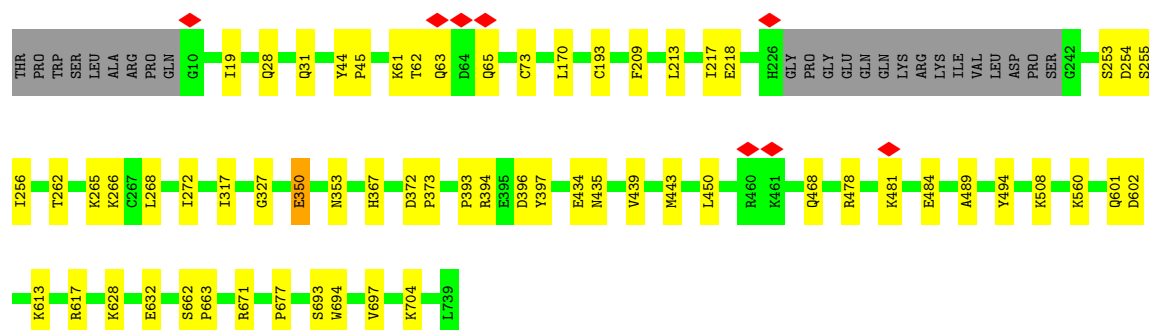 THR PRO TRP SER LEU ALA ARG PRO GLN G10 I19 Q28 Q31 Y44 P45 K61 T62 Q63 D64 Q65 C73 L170 C193 F209 L213 I217 E218 H226 GLY PRO GLY GLU GLN GLN LYS ARG LYS ILE VAL LEU ASP PRO SER G242 S253 D254 S255
I256 T262 K265 K266 C267 L268 I272 I317 G327 E350 N353 H367 D372 P373 P393 R394 E395 D396 Y397 E434 N435 V439 M443 L450 R460 K461 Q468 R478 K481 E484 A489 Y494 K508 K560 Q601 D602
K613 R617 K628 E632 S662 P663 R671 P677 S693 W694 V697 K704 L739